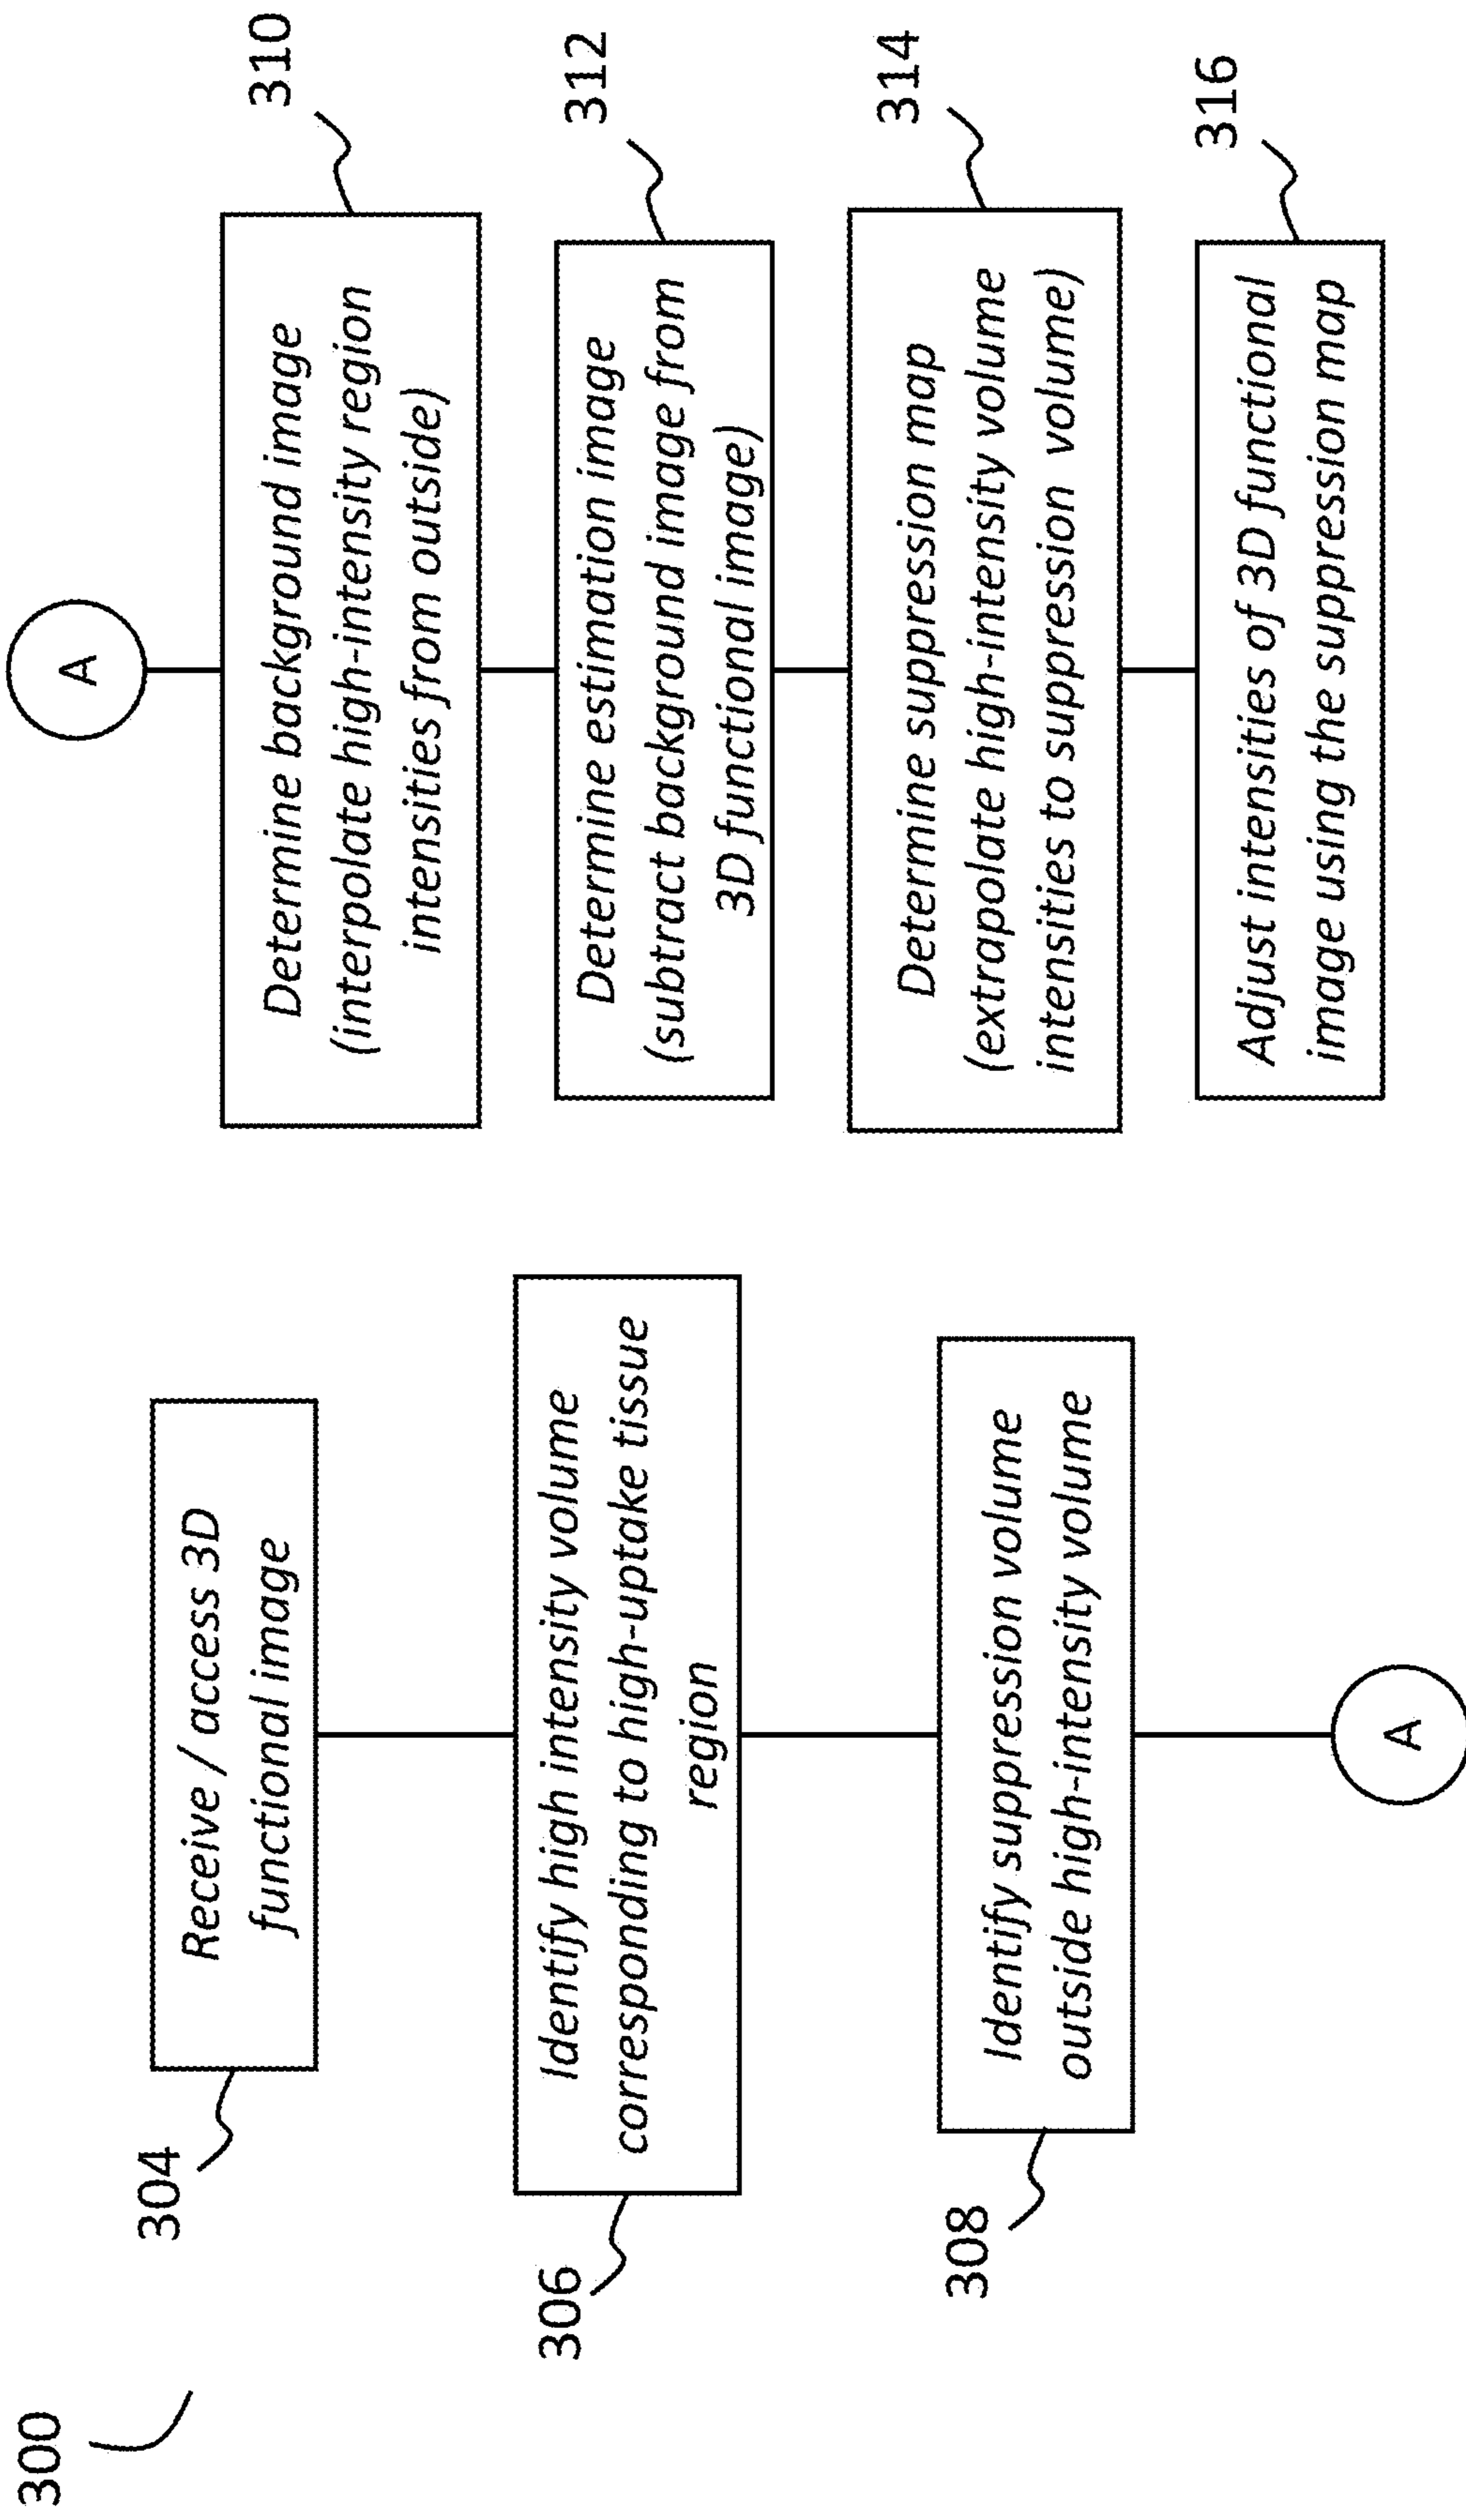 300
304
Receive / access 3D
functional image
306
Identify high intensity volume
corresponding to high-uptake tissue
region
308
Identify suppression volume
outside high-intensity volume
A
A
310
Determine background image
(interpolate high-intensity region
intensities from outside)
312
Determine estimation image
(subtract background image from
3D functional image)
314
Determine suppression map
(extrapolate high-intensity volume
intensities to suppression volume)
316
Adjust intensities of 3D functional
image using the suppression map